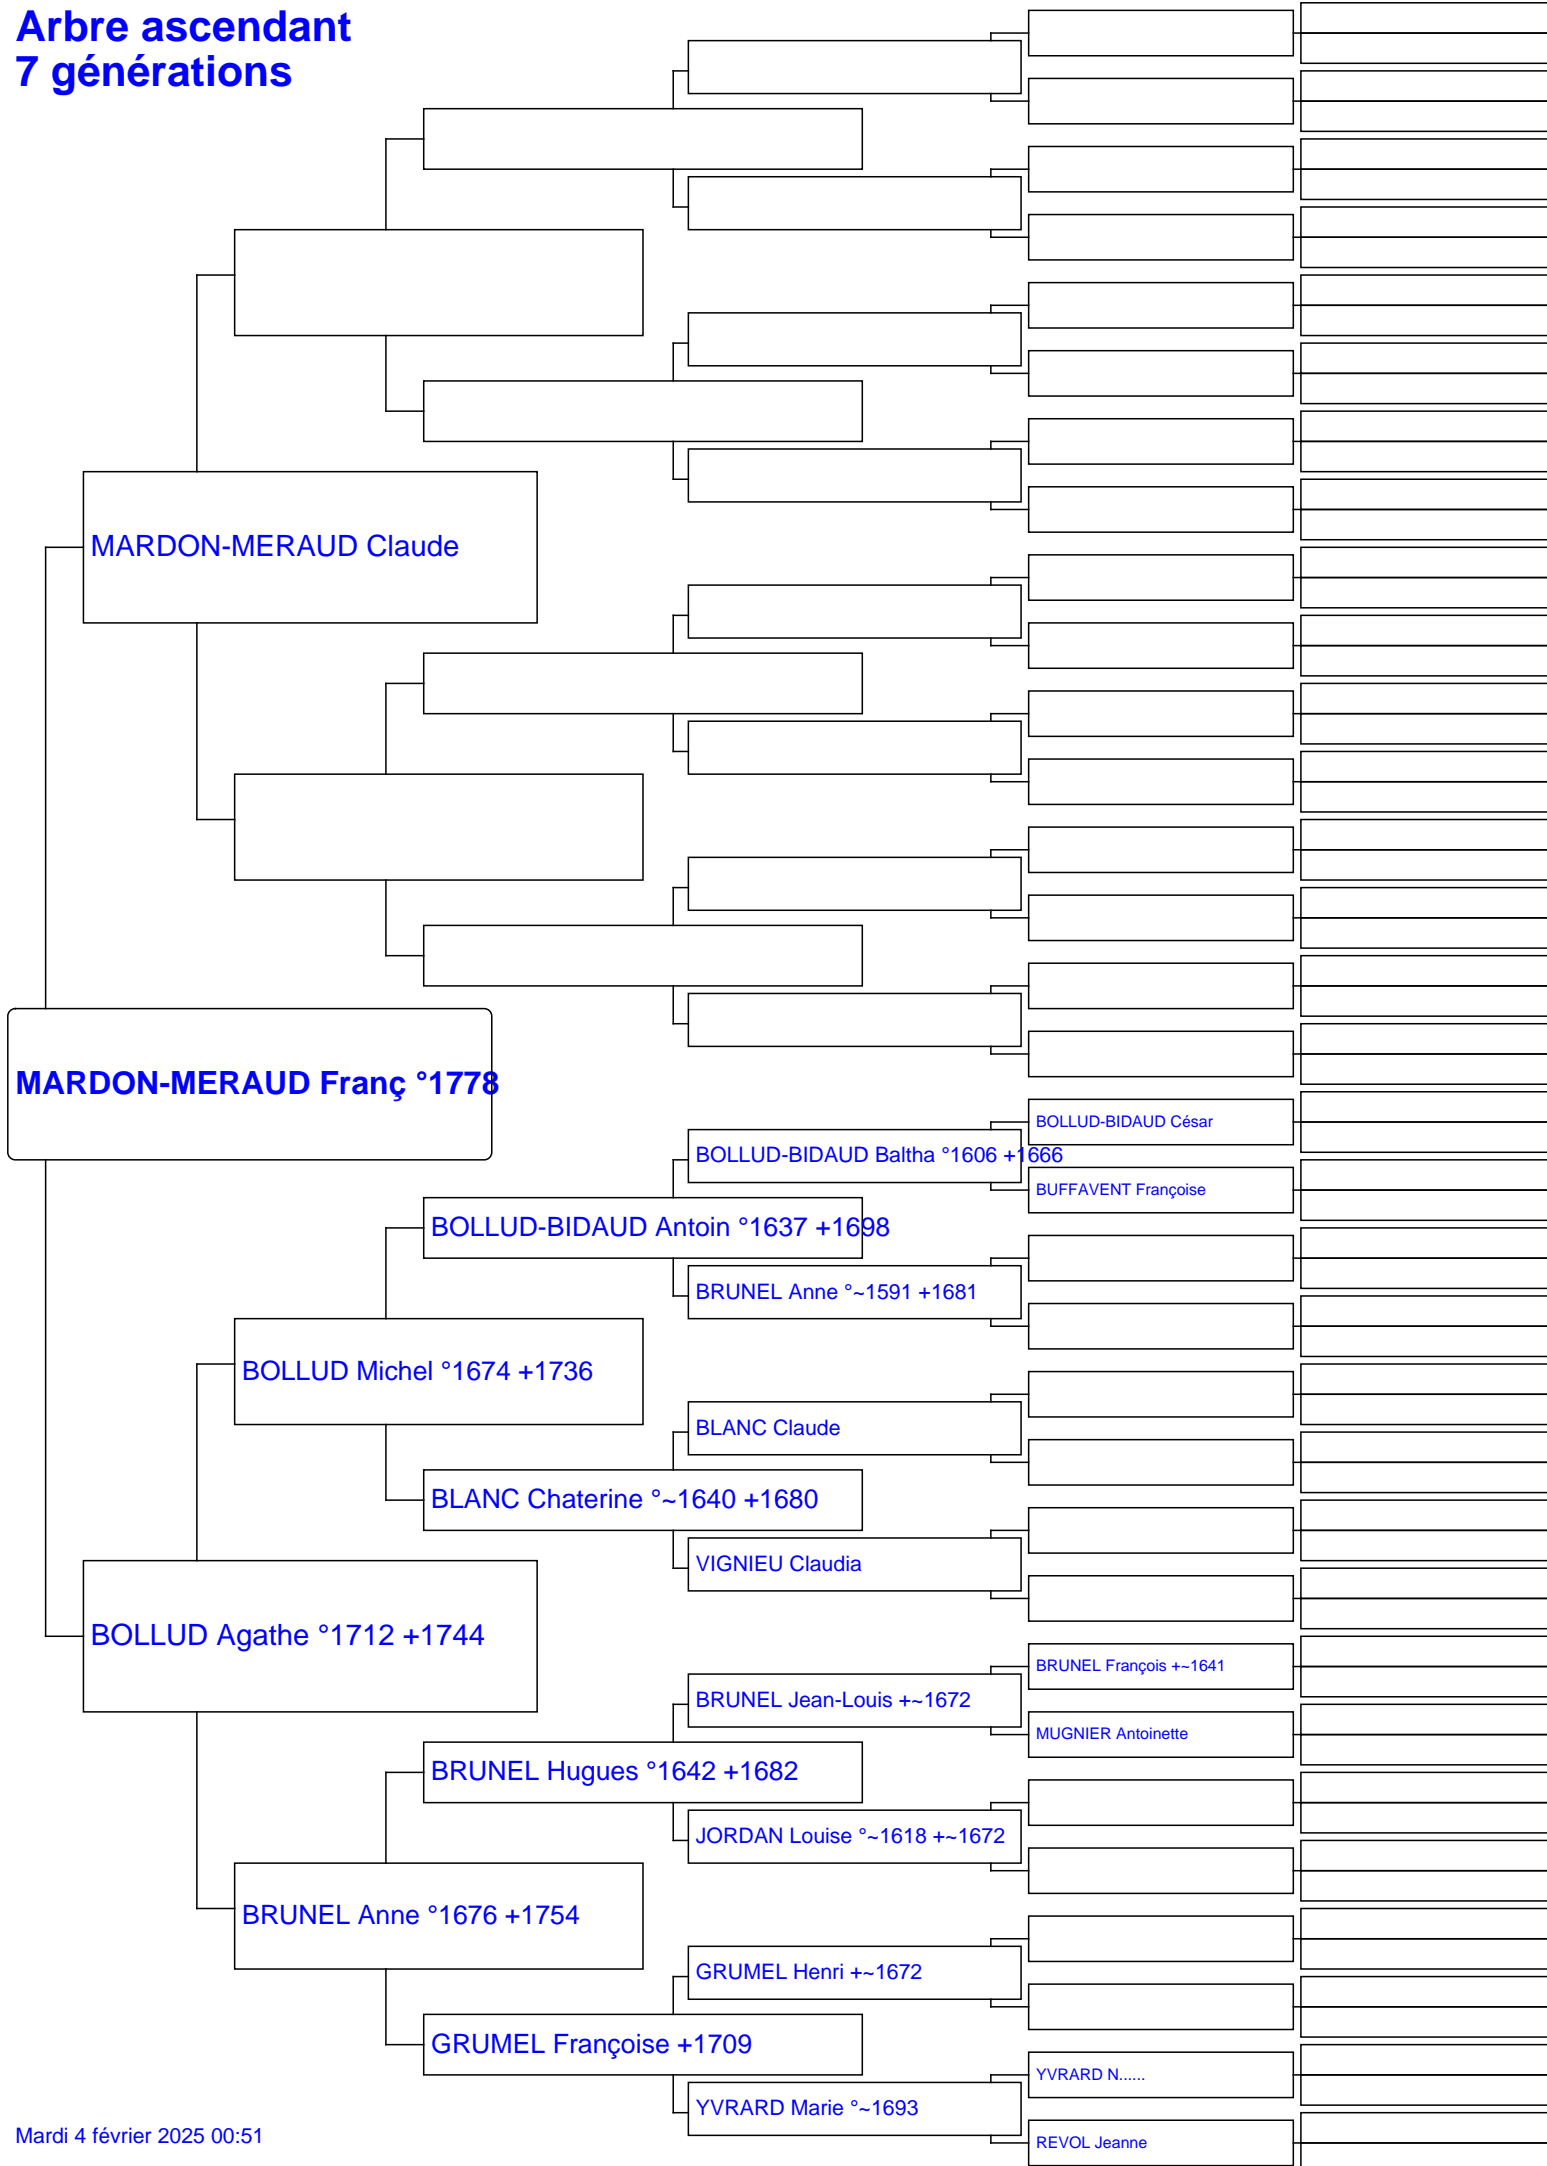 Arbre ascendant
7 générations
MARDON-MERAUD Claude
MARDON-MERAUD Franç °1778
BOLLUD-BIDAUD César
BOLLUD-BIDAUD Baltha °1606 +1666
BUFFAVENT Françoise
BOLLUD-BIDAUD Antoin °1637 +1698
BRUNEL Anne °~1591 +1681
BOLLUD Michel °1674 +1736
BLANC Claude
BLANC Chaterine °~1640 +1680
VIGNIEU Claudia
BOLLUD Agathe °1712 +1744
BRUNEL François +~1641
BRUNEL Jean-Louis +~1672
MUGNIER Antoinette
BRUNEL Hugues °1642 +1682
JORDAN Louise °~1618 +~1672
BRUNEL Anne °1676 +1754
GRUMEL Henri +~1672
GRUMEL Françoise +1709
YVRARD N......
YVRARD Marie °~1693
REVOL Jeanne
Mardi 4 février 2025 00:51